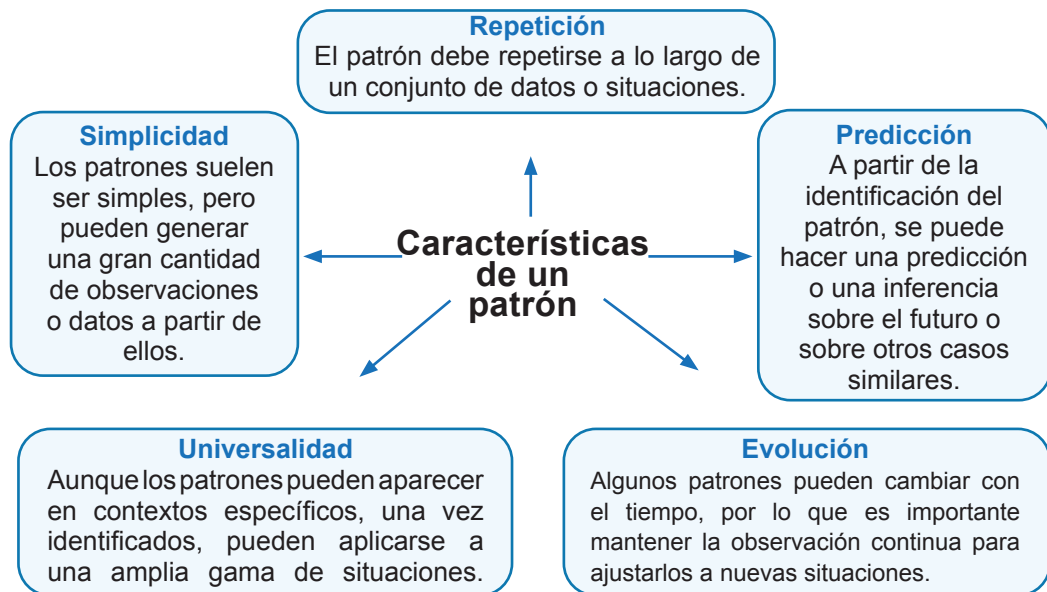 Repetición
El patrón debe repetirse a lo largo de
un conjunto de datos o situaciones.
Simplicidad
Los patrones suelen
ser simples, pero
pueden generar
una gran cantidad
de observaciones
o datos a partir de
ellos.
Predicción
A partir de la
identificación del
patrón, se puede
hacer una predicción
o una inferencia
sobre el futuro o
sobre otros casos
similares.
Características
de un
patrón
Universalidad
Aunque los patrones pueden aparecer
en contextos específicos, una vez
identificados, pueden aplicarse a
una amplia gama de situaciones.
Evolución
Algunos patrones pueden cambiar con
el tiempo, por lo que es importante
mantener la observación continua para
ajustarlos a nuevas situaciones.